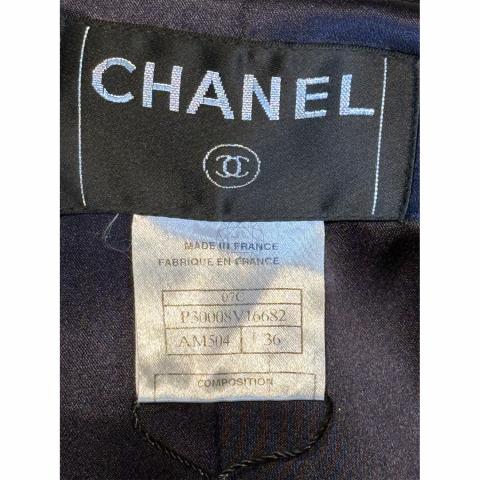 CHANEL
MADE IN FRANCE
FABRIQUE EN FRANCE
07C
P30008V16682
AM504 36
COMPOSITION